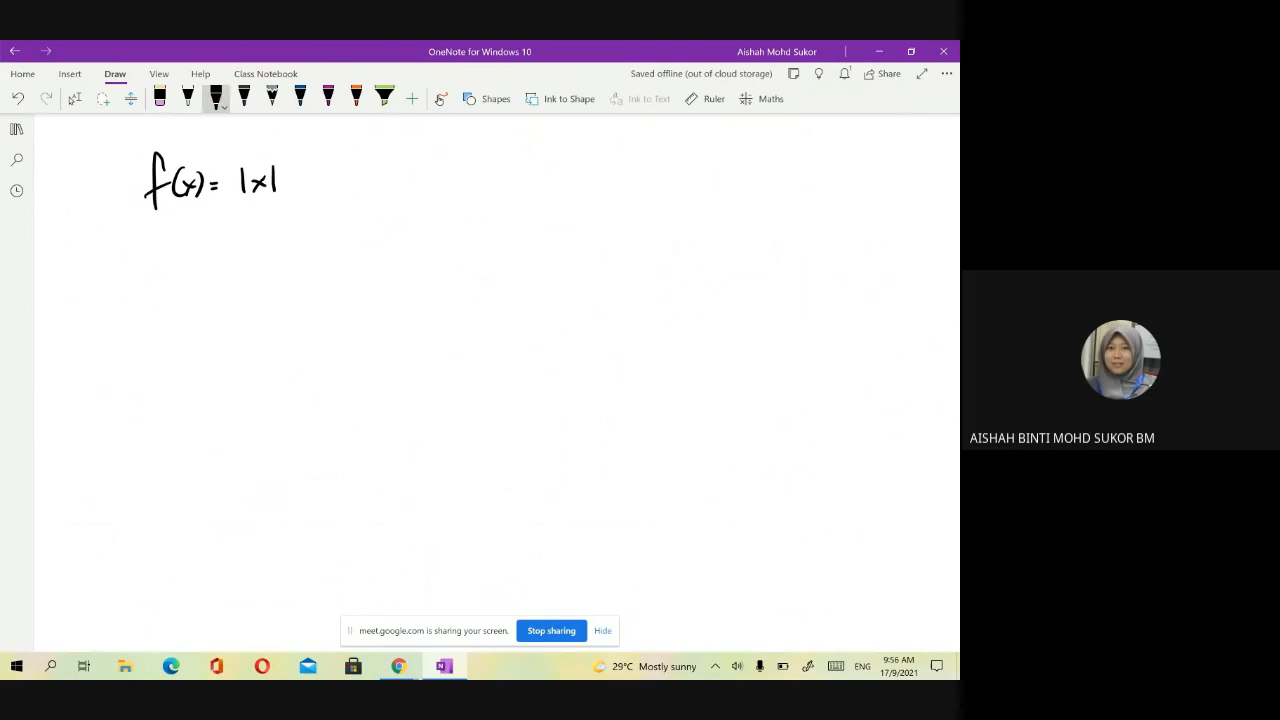 OneNote for Windows 10
Aishah Mohd Sukor
Home Insert Draw View Help Class Notebook
Saved offline (out of cloud storage)
Share
Shapes
Ink to Shape
Ink to Text
Ruler
Maths
f(x) = |x|
AISHAH BINTI MOHD SUKOR BM
meet.google.com is sharing your screen.
Stop sharing
Hide
29°C Mostly sunny
ENG
9:56 AM
17/9/2021